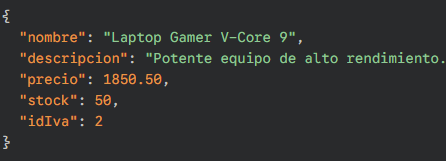 {
"nombre": "Laptop Gamer V-Core 9",
"descripcion": "Potente equipo de alto rendimiento.
"precio": 1850.50,
"stock": 50,
"idIva": 2
}